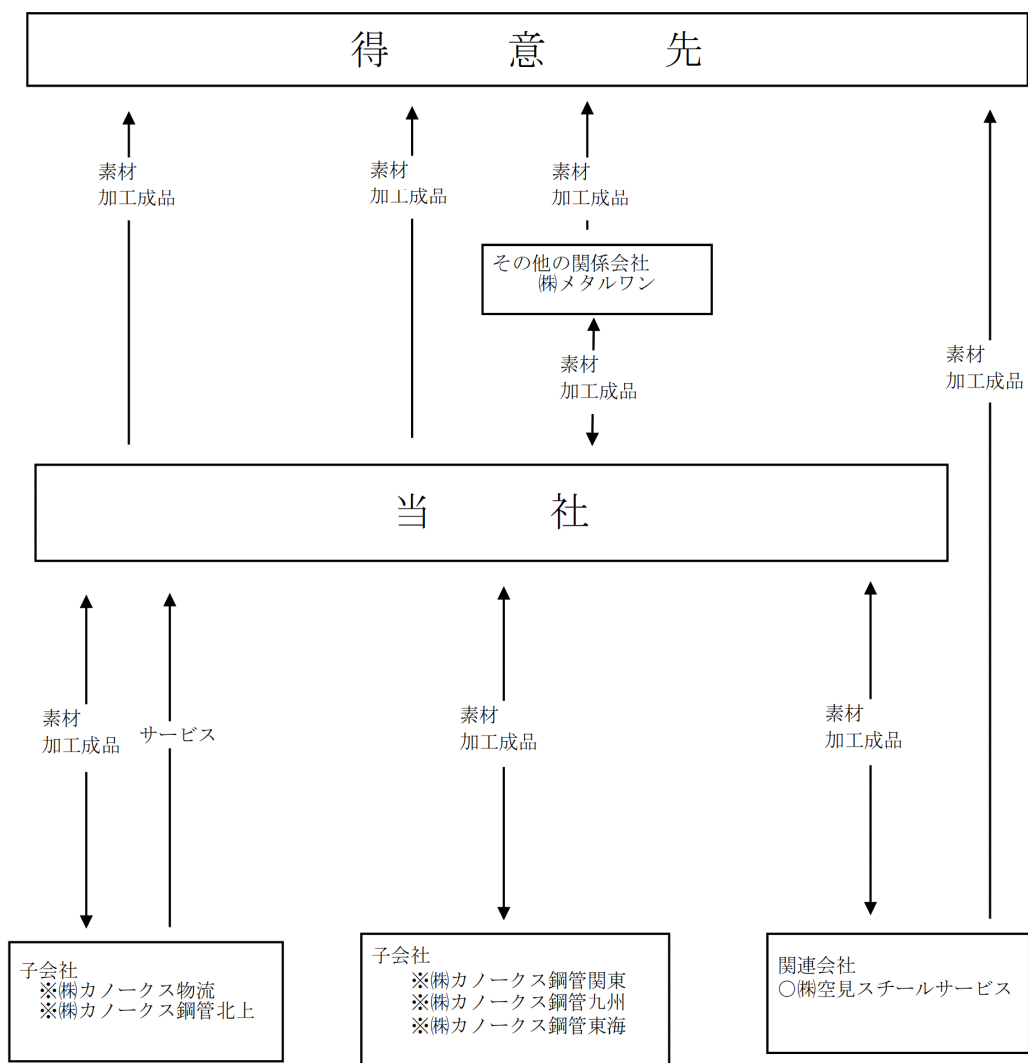 得意先
素材
加工成品
素材
加工成品
素材
加工成品
その他の関係会社
㈱メタルワン
素材
加工成品
素材
加工成品
当社
素材
加工成品
サービス
素材
加工成品
素材
加工成品
子会社
※㈱カノークス物流
※㈱カノークス鋼管北上
子会社
※㈱カノークス鋼管関東
※㈱カノークス鋼管九州
※㈱カノークス鋼管東海
関連会社
○㈱空見スチールサービス